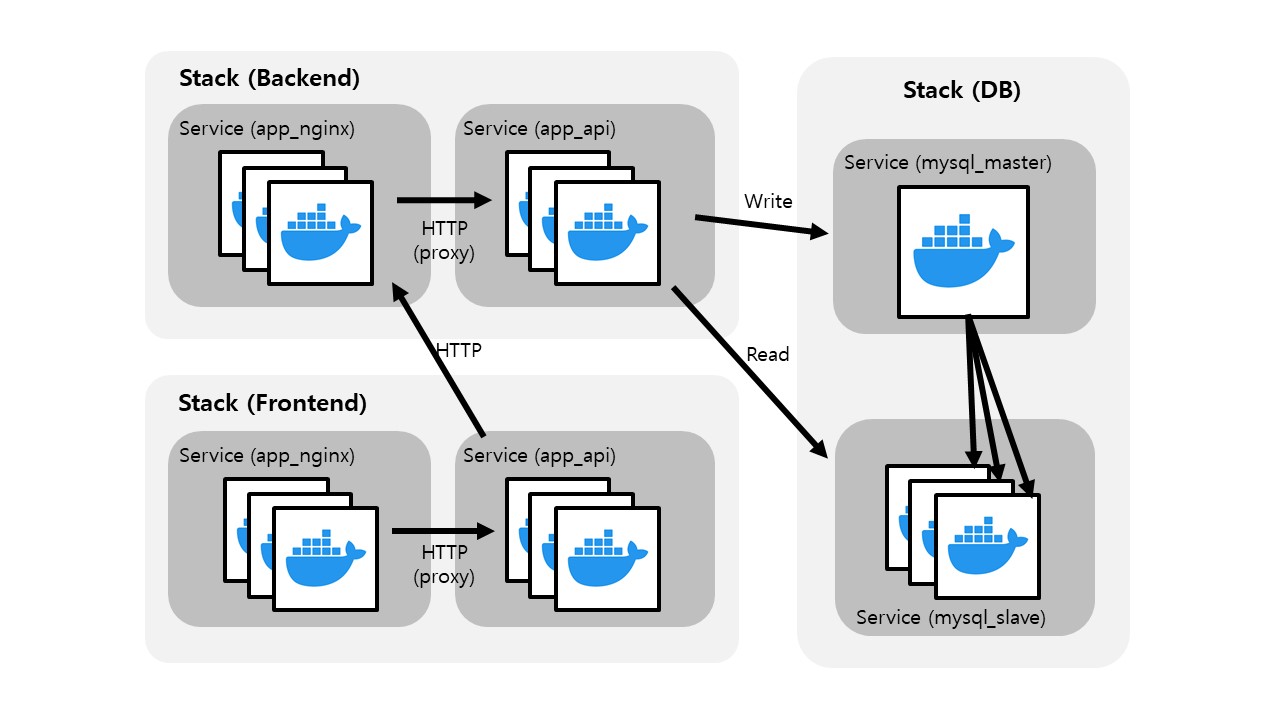 Stack (Backend)
Service (app_nginx)
HTTP
(proxy)
Service (app_api)
Write
Read
HTTP
Stack (Frontend)
Service (app_nginx)
HTTP
(proxy)
Service (app_api)
Stack (DB)
Service (mysql_master)
Service (mysql_slave)